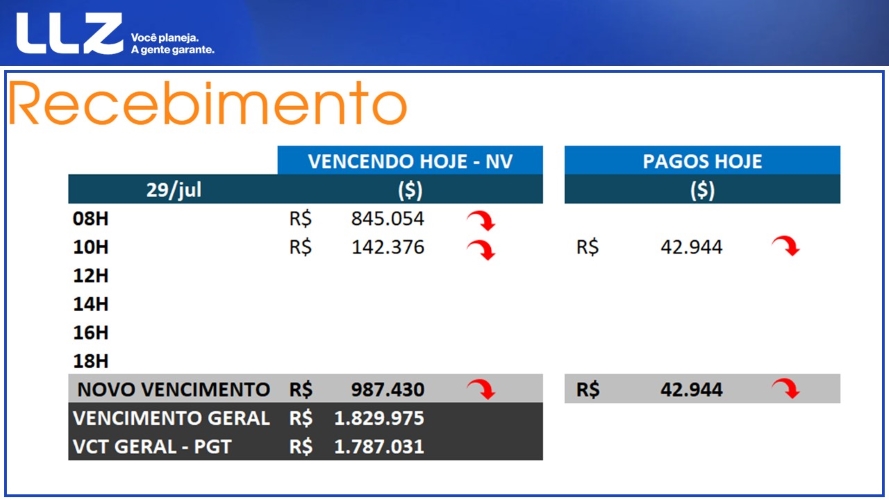 LLZ Você planeja.
A gente garante.
Recebimento
VENCENDO HOJE - NV PAGOS HOJE
29/jul ($) ($)
08H R$ 845.054
10H R$ 142.376 R$ 42.944
12H
14H
16H
18H
NOVO VENCIMENTO R$ 987.430 R$ 42.944
VENCIMENTO GERAL R$ 1.829.975
VCT GERAL - PGT R$ 1.787.031